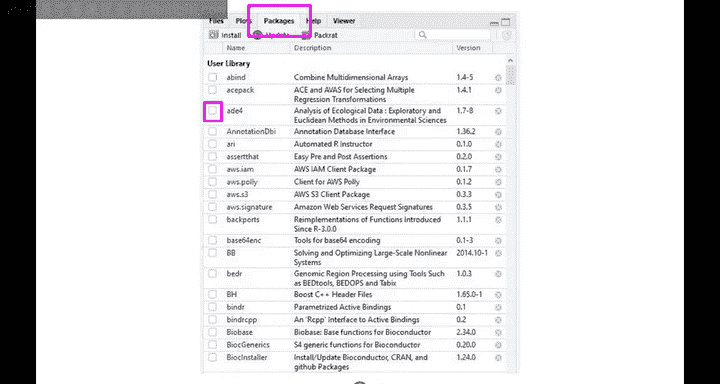 Files Plots Packages Help Viewer
Install Update Packrat
Name Description Version
User Library
abind Combine Multidimensional Arrays 1.4-5
acepack ACE and AVAS for Selecting Multiple 1.4.1
Regression Transformations
ade4 Analysis of Ecological Data : Exploratory and 1.7-8
Euclidean Methods in Environmental Sciences
AnnotationDbi Annotation Database Interface 1.36.2
ari Automated R Instructor 0.1.0
assertthat Easy Pre and Post Assertions 0.2.0
aws.iam AWS IAM Client Package 0.1.7
aws.polly Client for AWS Polly 0.1.2
aws.s3 AWS S3 Client Package 0.3.3
aws.signature Amazon Web Services Request Signatures 0.3.5
backports Reimplementations of Functions Introduced 1.1.1
Since R-3.0.0
base64enc Tools for base64 encoding 0.1-3
BB Solving and Optimizing Large-Scale Nonlinear 2014.10-1
Systems
bedr Genomic Region Processing using Tools Such 1.0.3
as BEDtools, BEDOPS and Tabix
BH Boost C++ Header Files 1.65.0-1
bindr Parametrized Active Bindings 0.1
bindrcpp An 'Rcpp' Interface to Active Bindings 0.2
Biobase Biobase: Base functions for Bioconductor 2.34.0
BiocGenerics S4 generic functions for Bioconductor 0.20.0
BiocInstaller Install/Update Bioconductor, CRAN, and 1.24.0
github Packages